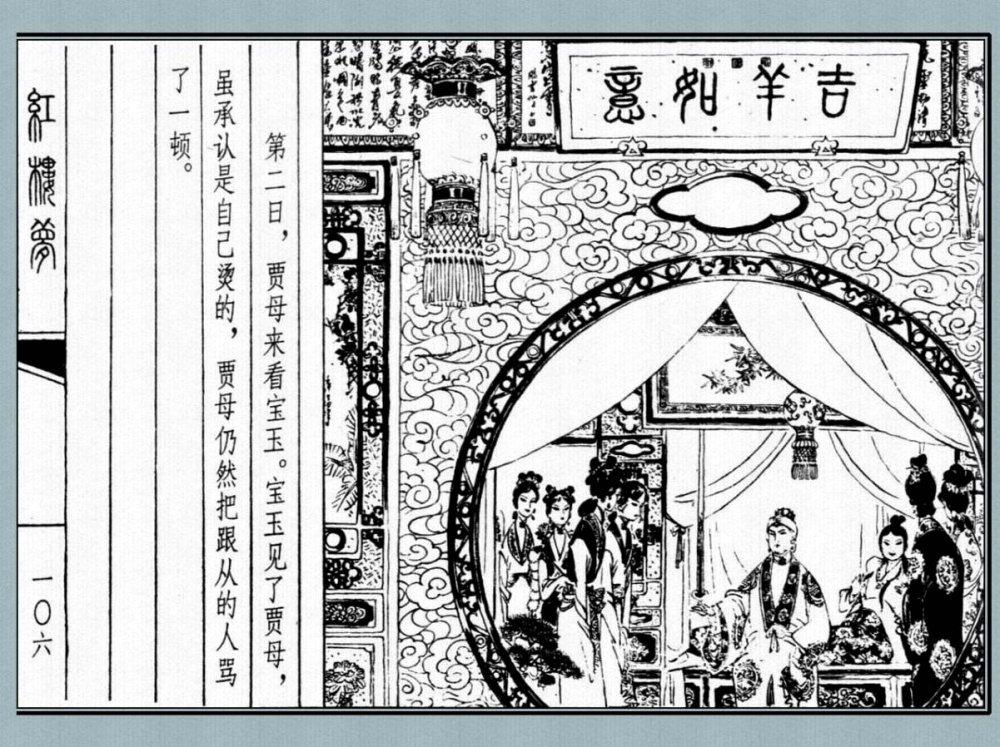 吉羊如意
第二日，贾母来看宝玉。宝玉见了贾母，
虽承认是自己烫的，贾母仍然把跟从的人骂
了一顿。
紅樓夢
一〇六